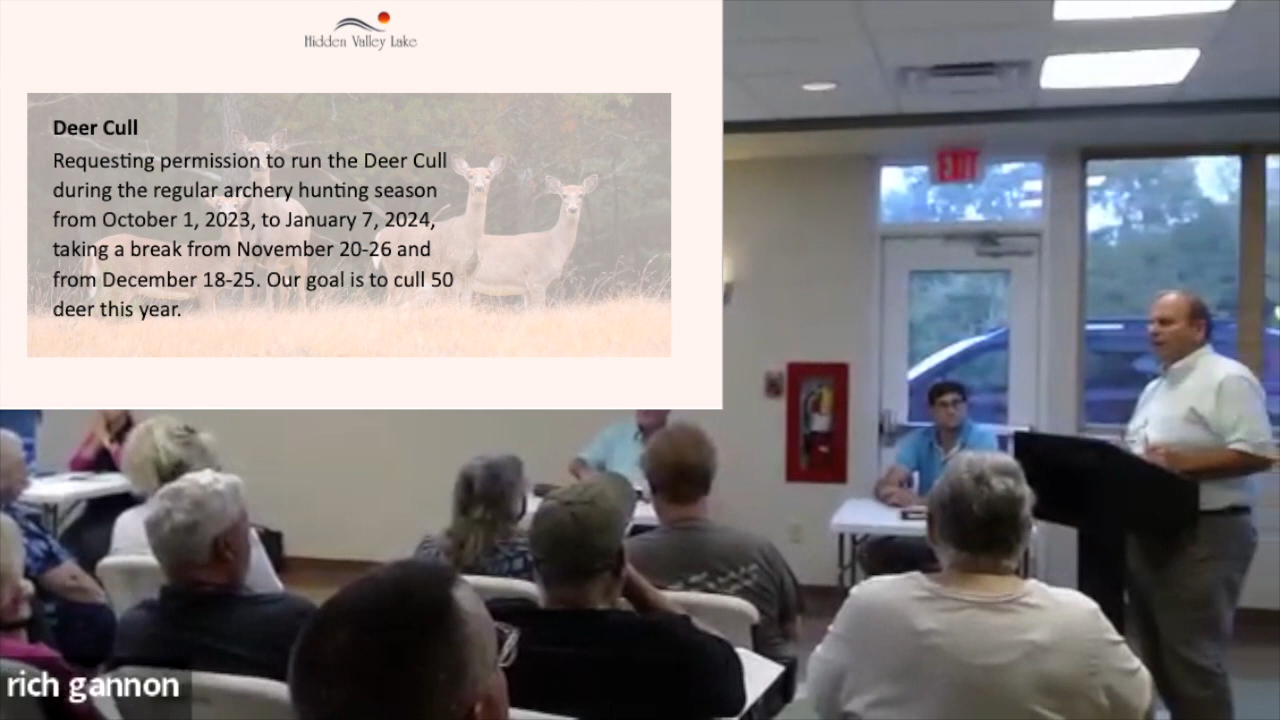 Hidden Valley Lake
Deer Cull
Requesting permission to run the Deer Cull
during the regular archery hunting season
from October 1, 2023, to January 7, 2024,
taking a break from November 20-26 and
from December 18-25. Our goal is to cull 50
deer this year.
EXIT
rich gannon